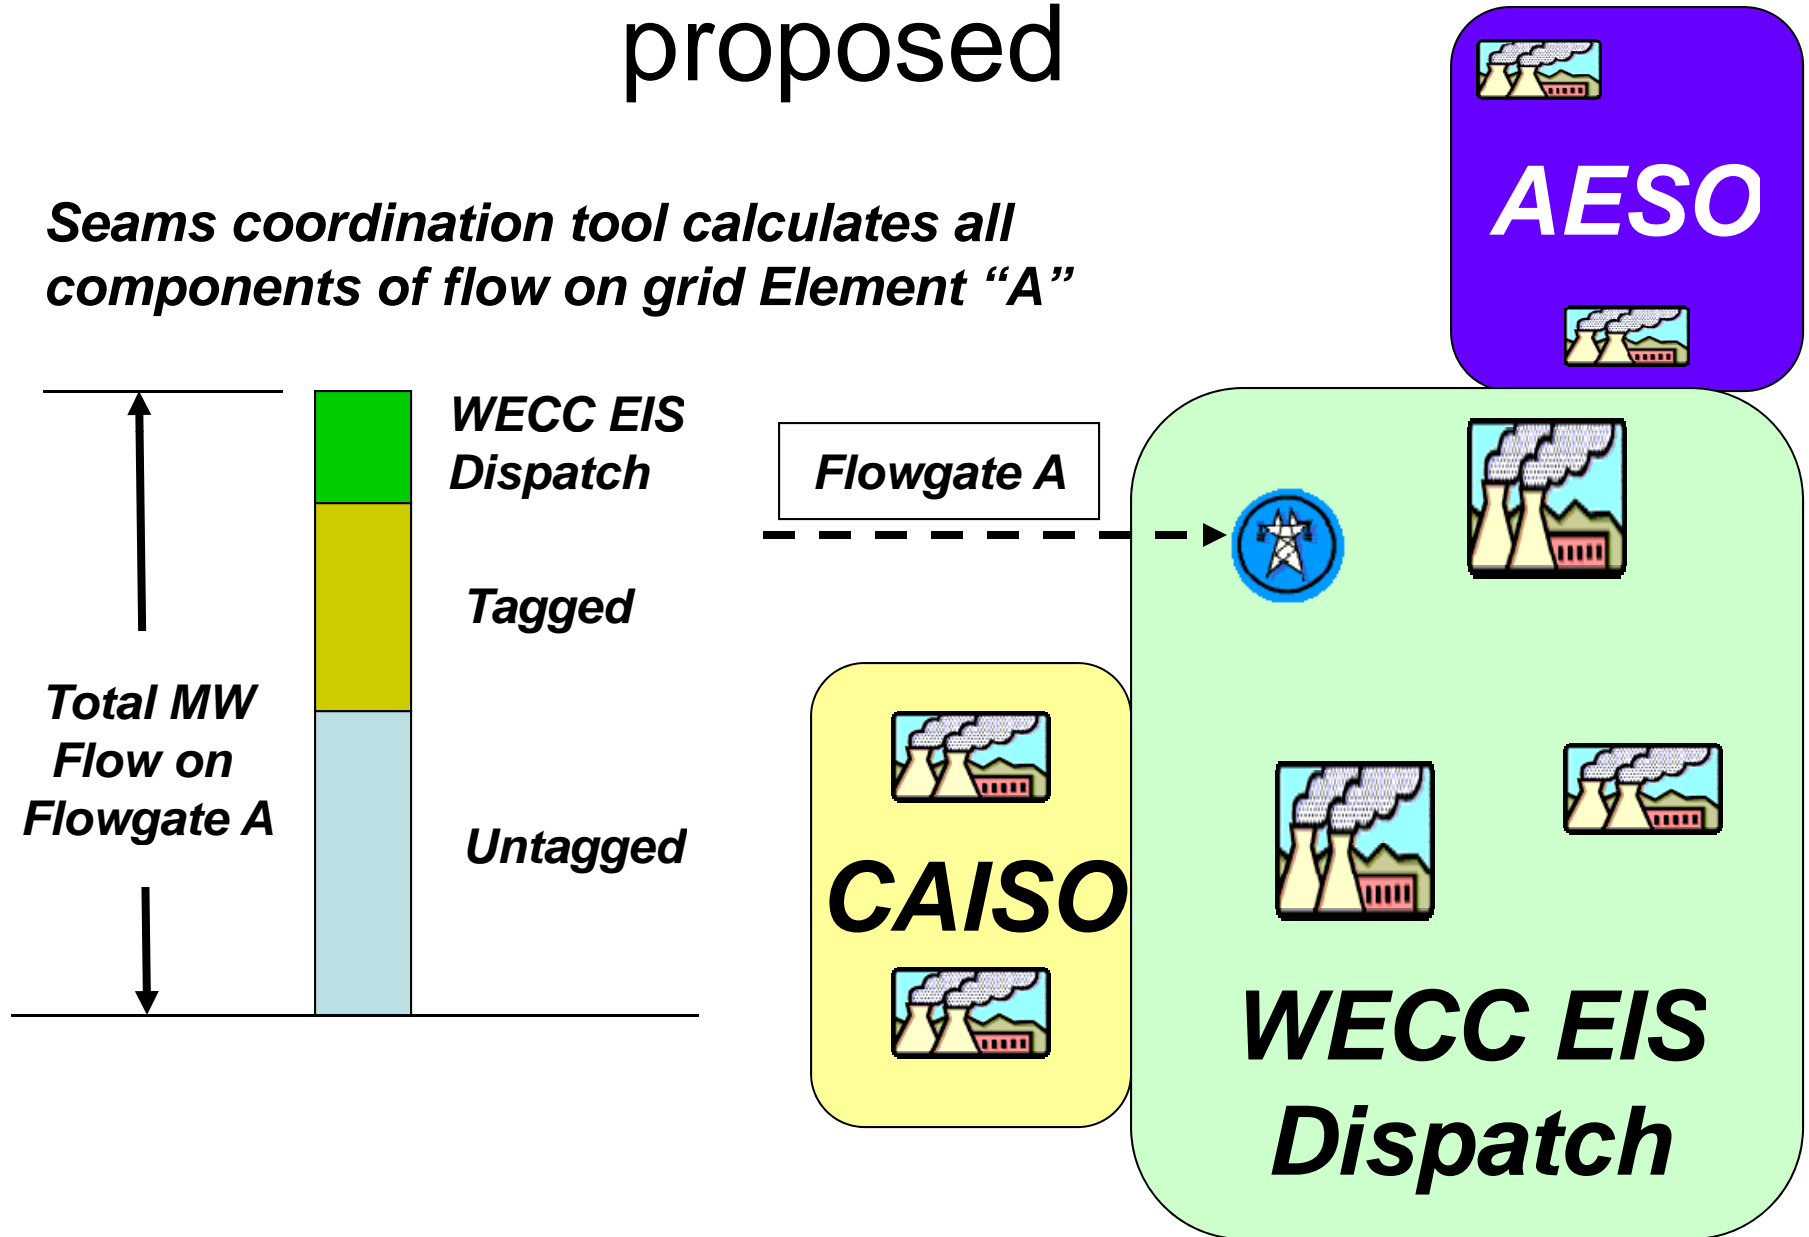 proposed
AESO
Seams coordination tool calculates all
components of flow on grid Element “A”
WECC EIS
Dispatch
Flowgate A
Tagged
Total MW
Flow on
Flowgate A
Untagged
CAISO
WECC EIS
Dispatch